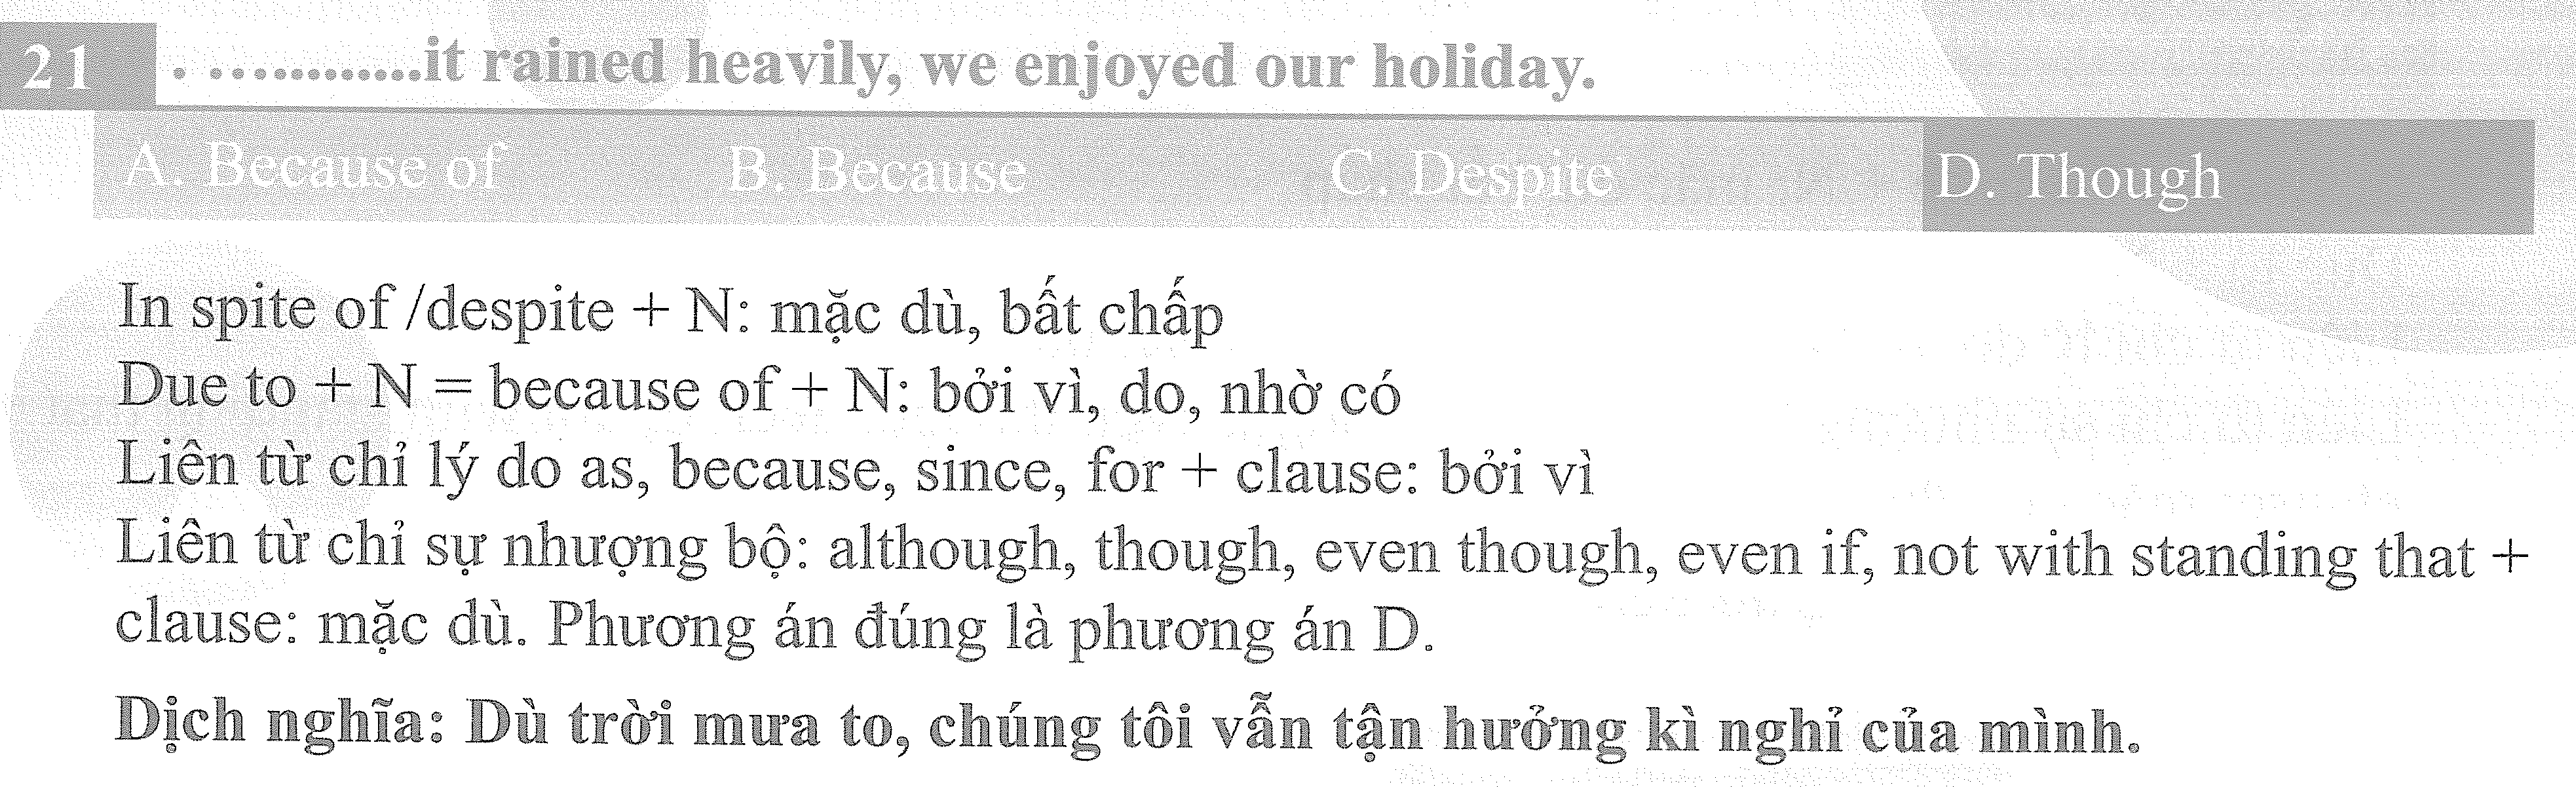 21 . ............it rained heavily, we enjoyed our holiday.
A. Because of B. Because C. Despite D. Though
In spite of /despite + N: mặc dù, bất chấp
Due to + N = because of + N: bởi vì, do, nhờ có
Liên từ chỉ lý do as, because, since, for + clause: bởi vì
Liên từ chỉ sự nhượng bộ: although, though, even though, even if, not with standing that +
clause: mặc dù. Phương án đúng là phương án D.
Dịch nghĩa: Dù trời mưa to, chúng tôi vẫn tận hưởng kì nghỉ của mình.